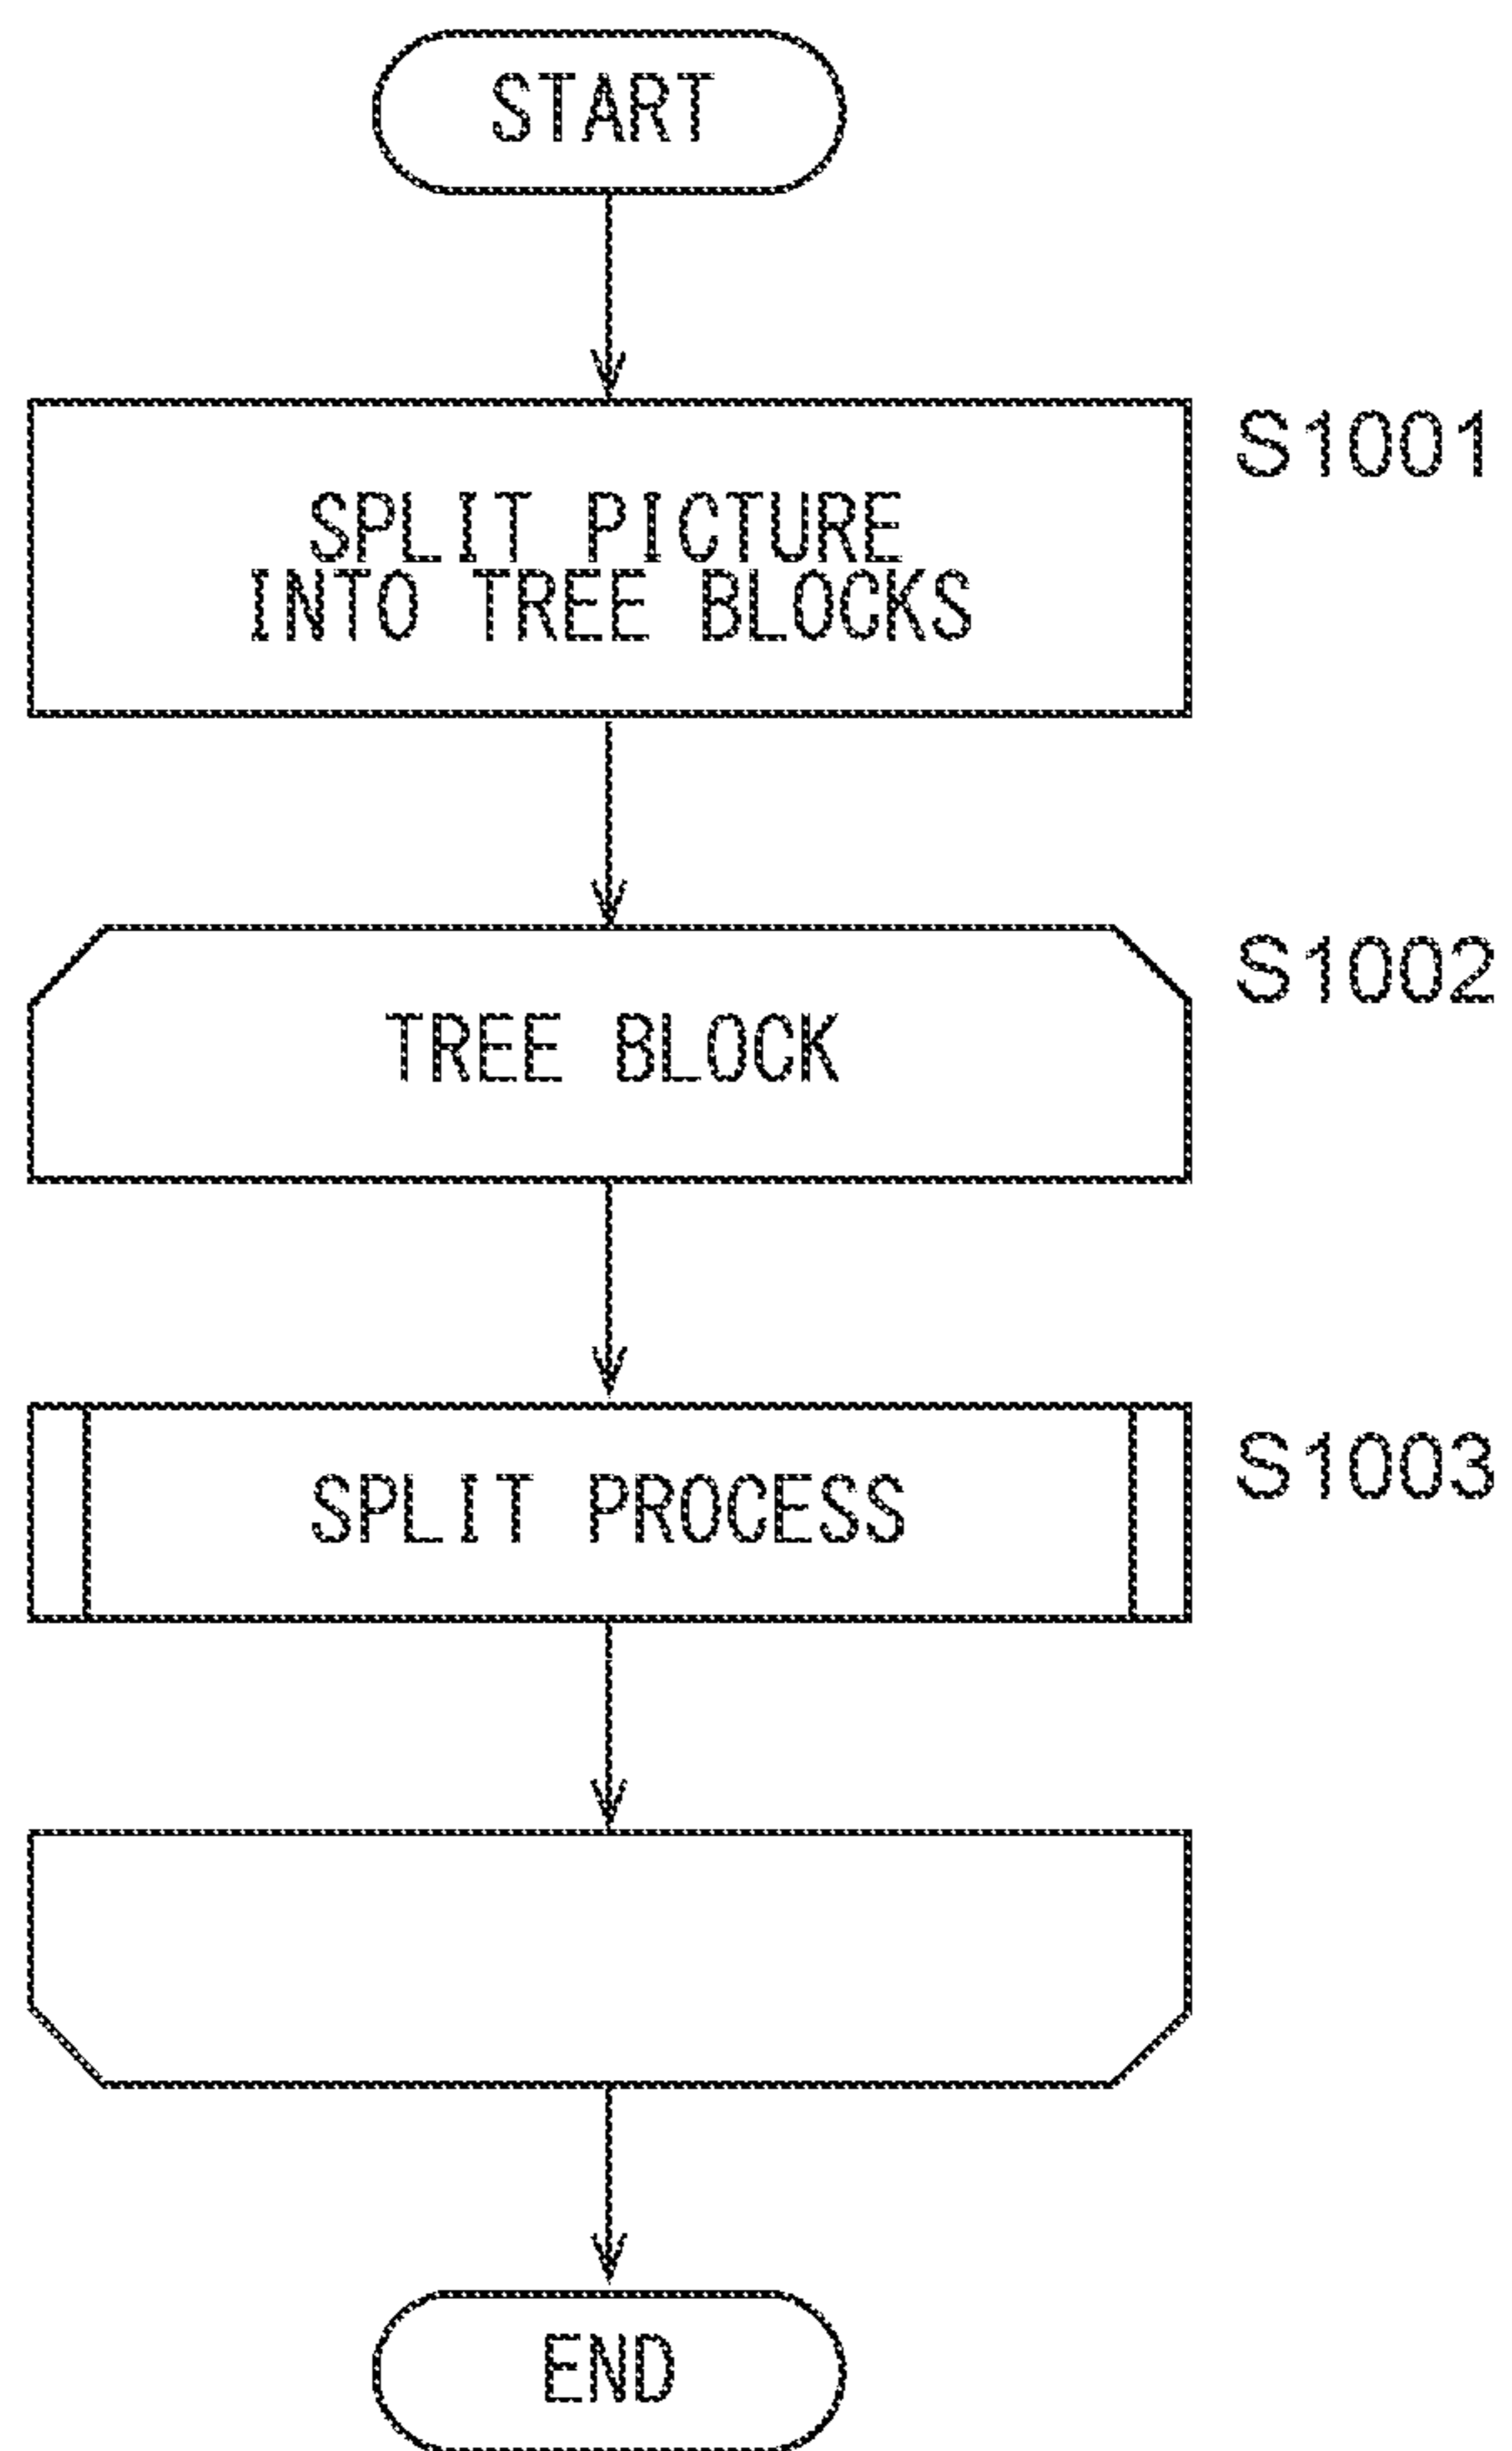 START
S1001
SPLIT PICTURE
INTO TREE BLOCKS
S1002
TREE BLOCK
S1003
SPLIT PROCESS
END